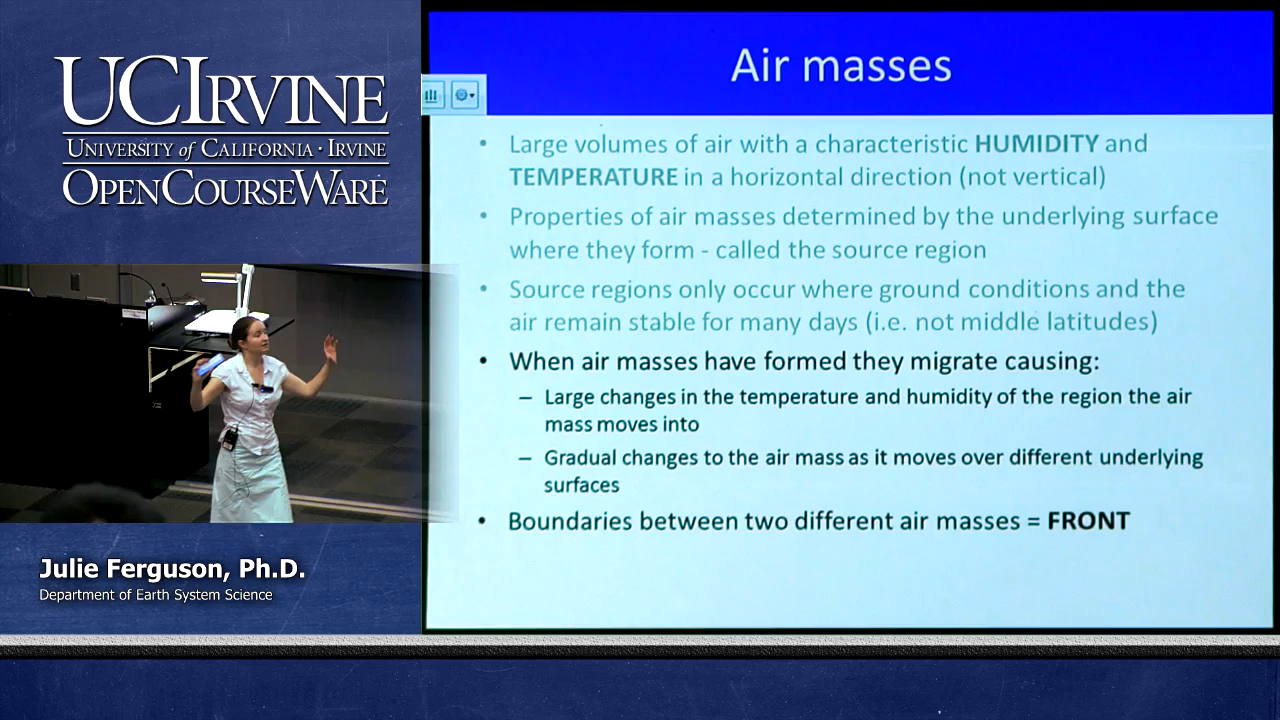 UCIRVINE
UNIVERSITY of CALIFORNIA · IRVINE
OPENCOURSEWARE
Julie Ferguson, Ph.D.
Department of Earth System Science
Air masses
• Large volumes of air with a characteristic HUMIDITY and
TEMPERATURE in a horizontal direction (not vertical)
• Properties of air masses determined by the underlying surface
where they form - called the source region
• Source regions only occur where ground conditions and the
air remain stable for many days (i.e. not middle latitudes)
• When air masses have formed they migrate causing:
– Large changes in the temperature and humidity of the region the air
mass moves into
– Gradual changes to the air mass as it moves over different underlying
surfaces
• Boundaries between two different air masses = FRONT